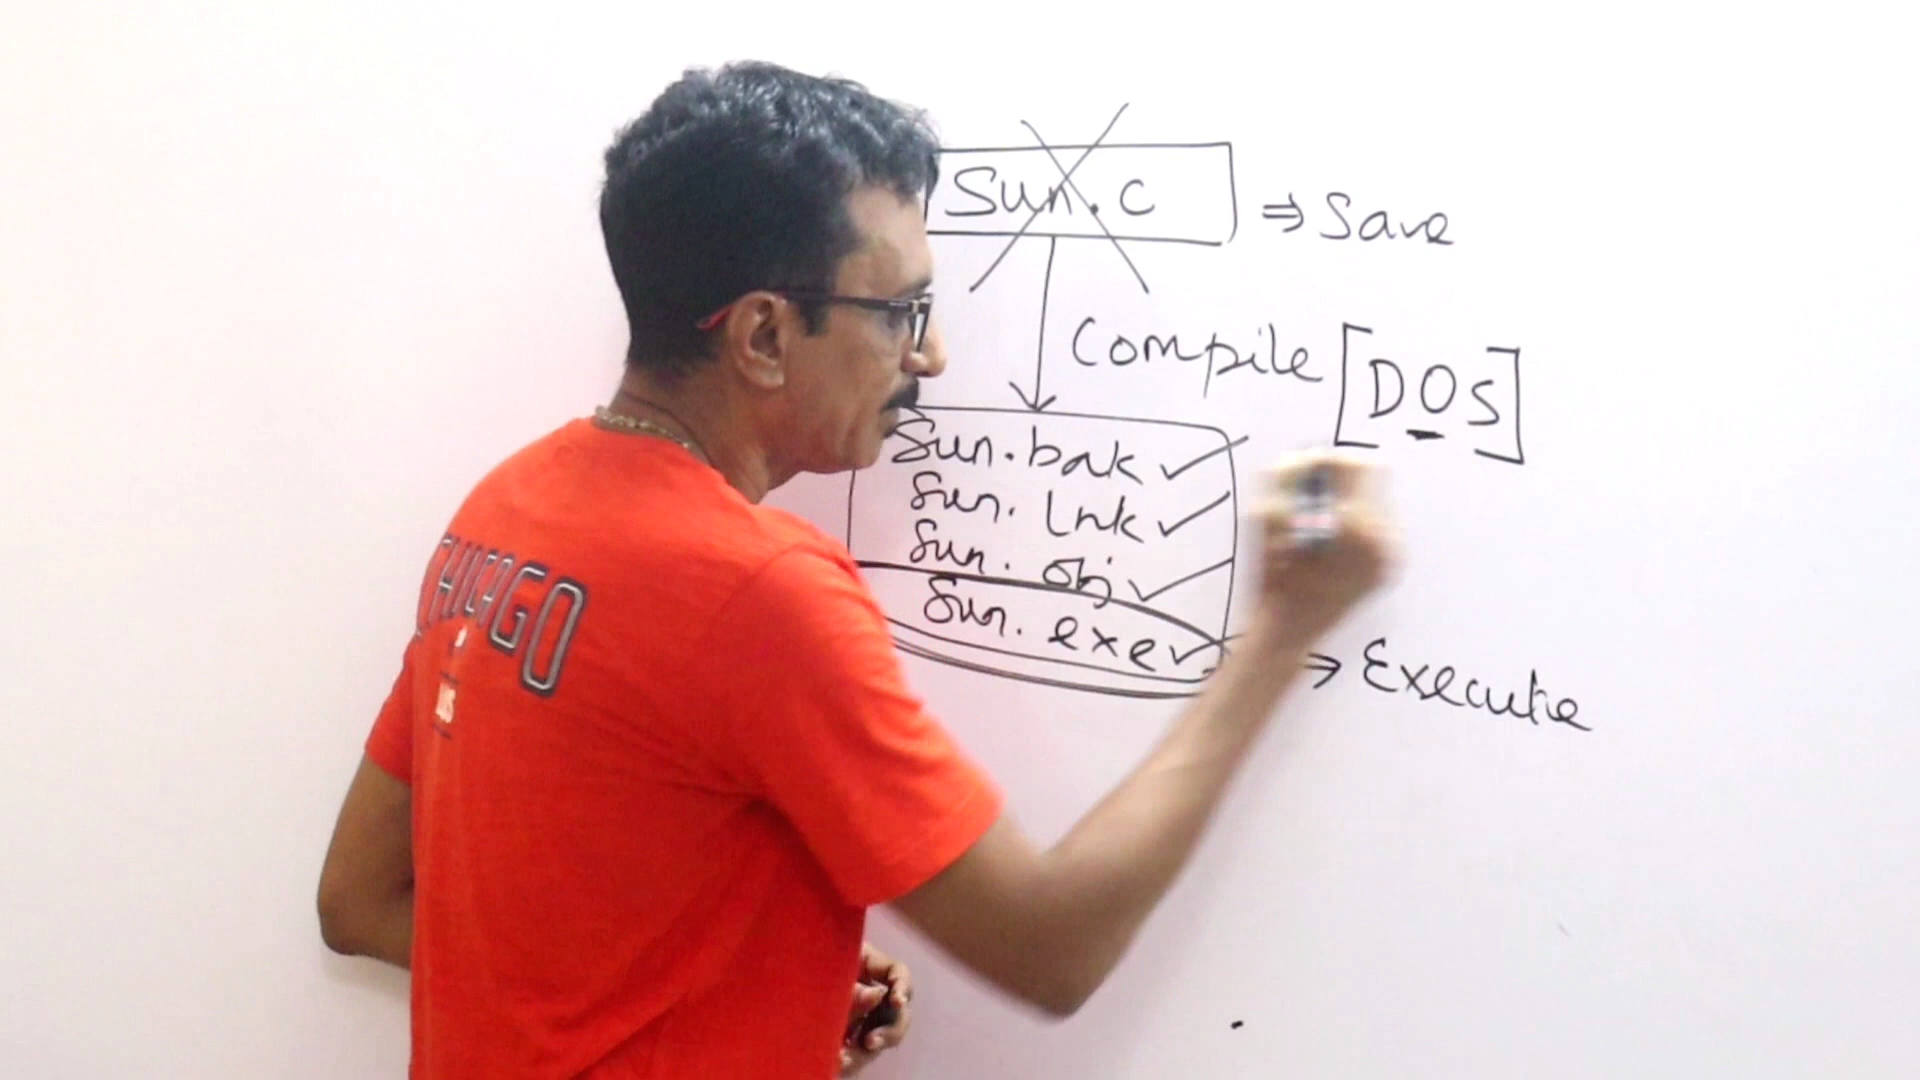 Sun.c ⇒ Save
Compile [DOS]
Sun.bak ✓
Sun.lnk ✓
Sun.obj ✓
Sun.exe ✓ ⇒ Execute
CHICAGO